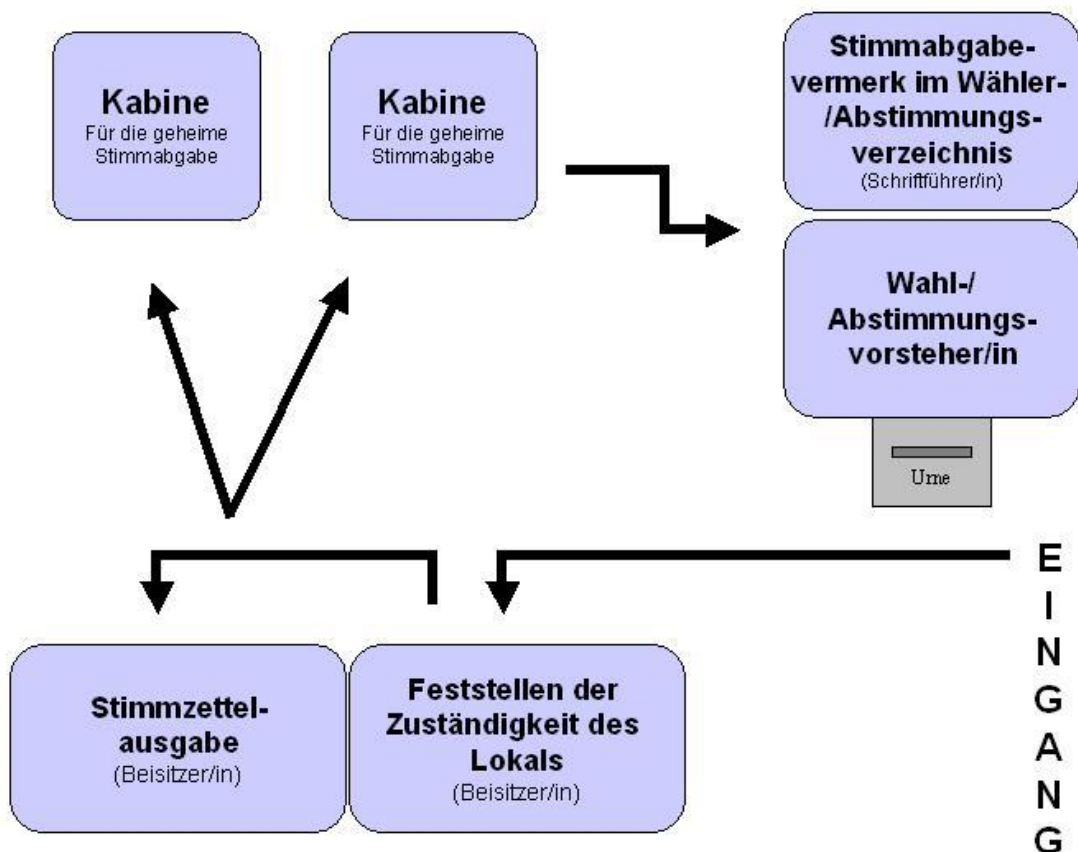 Kabine
Für die geheime
Stimmabgabe
Kabine
Für die geheime
Stimmabgabe
Stimmabgabe-
vermerk im Wähler-
/Abstimmungs-
verzeichnis
(Schriftführer/in)
Wahl-/
Abstimmungs-
vorsteher/in
Urne
EINGANG
Stimmzettel-
ausgabe
(Beisitzer/in)
Feststellen der
Zuständigkeit des
Lokals
(Beisitzer/in)